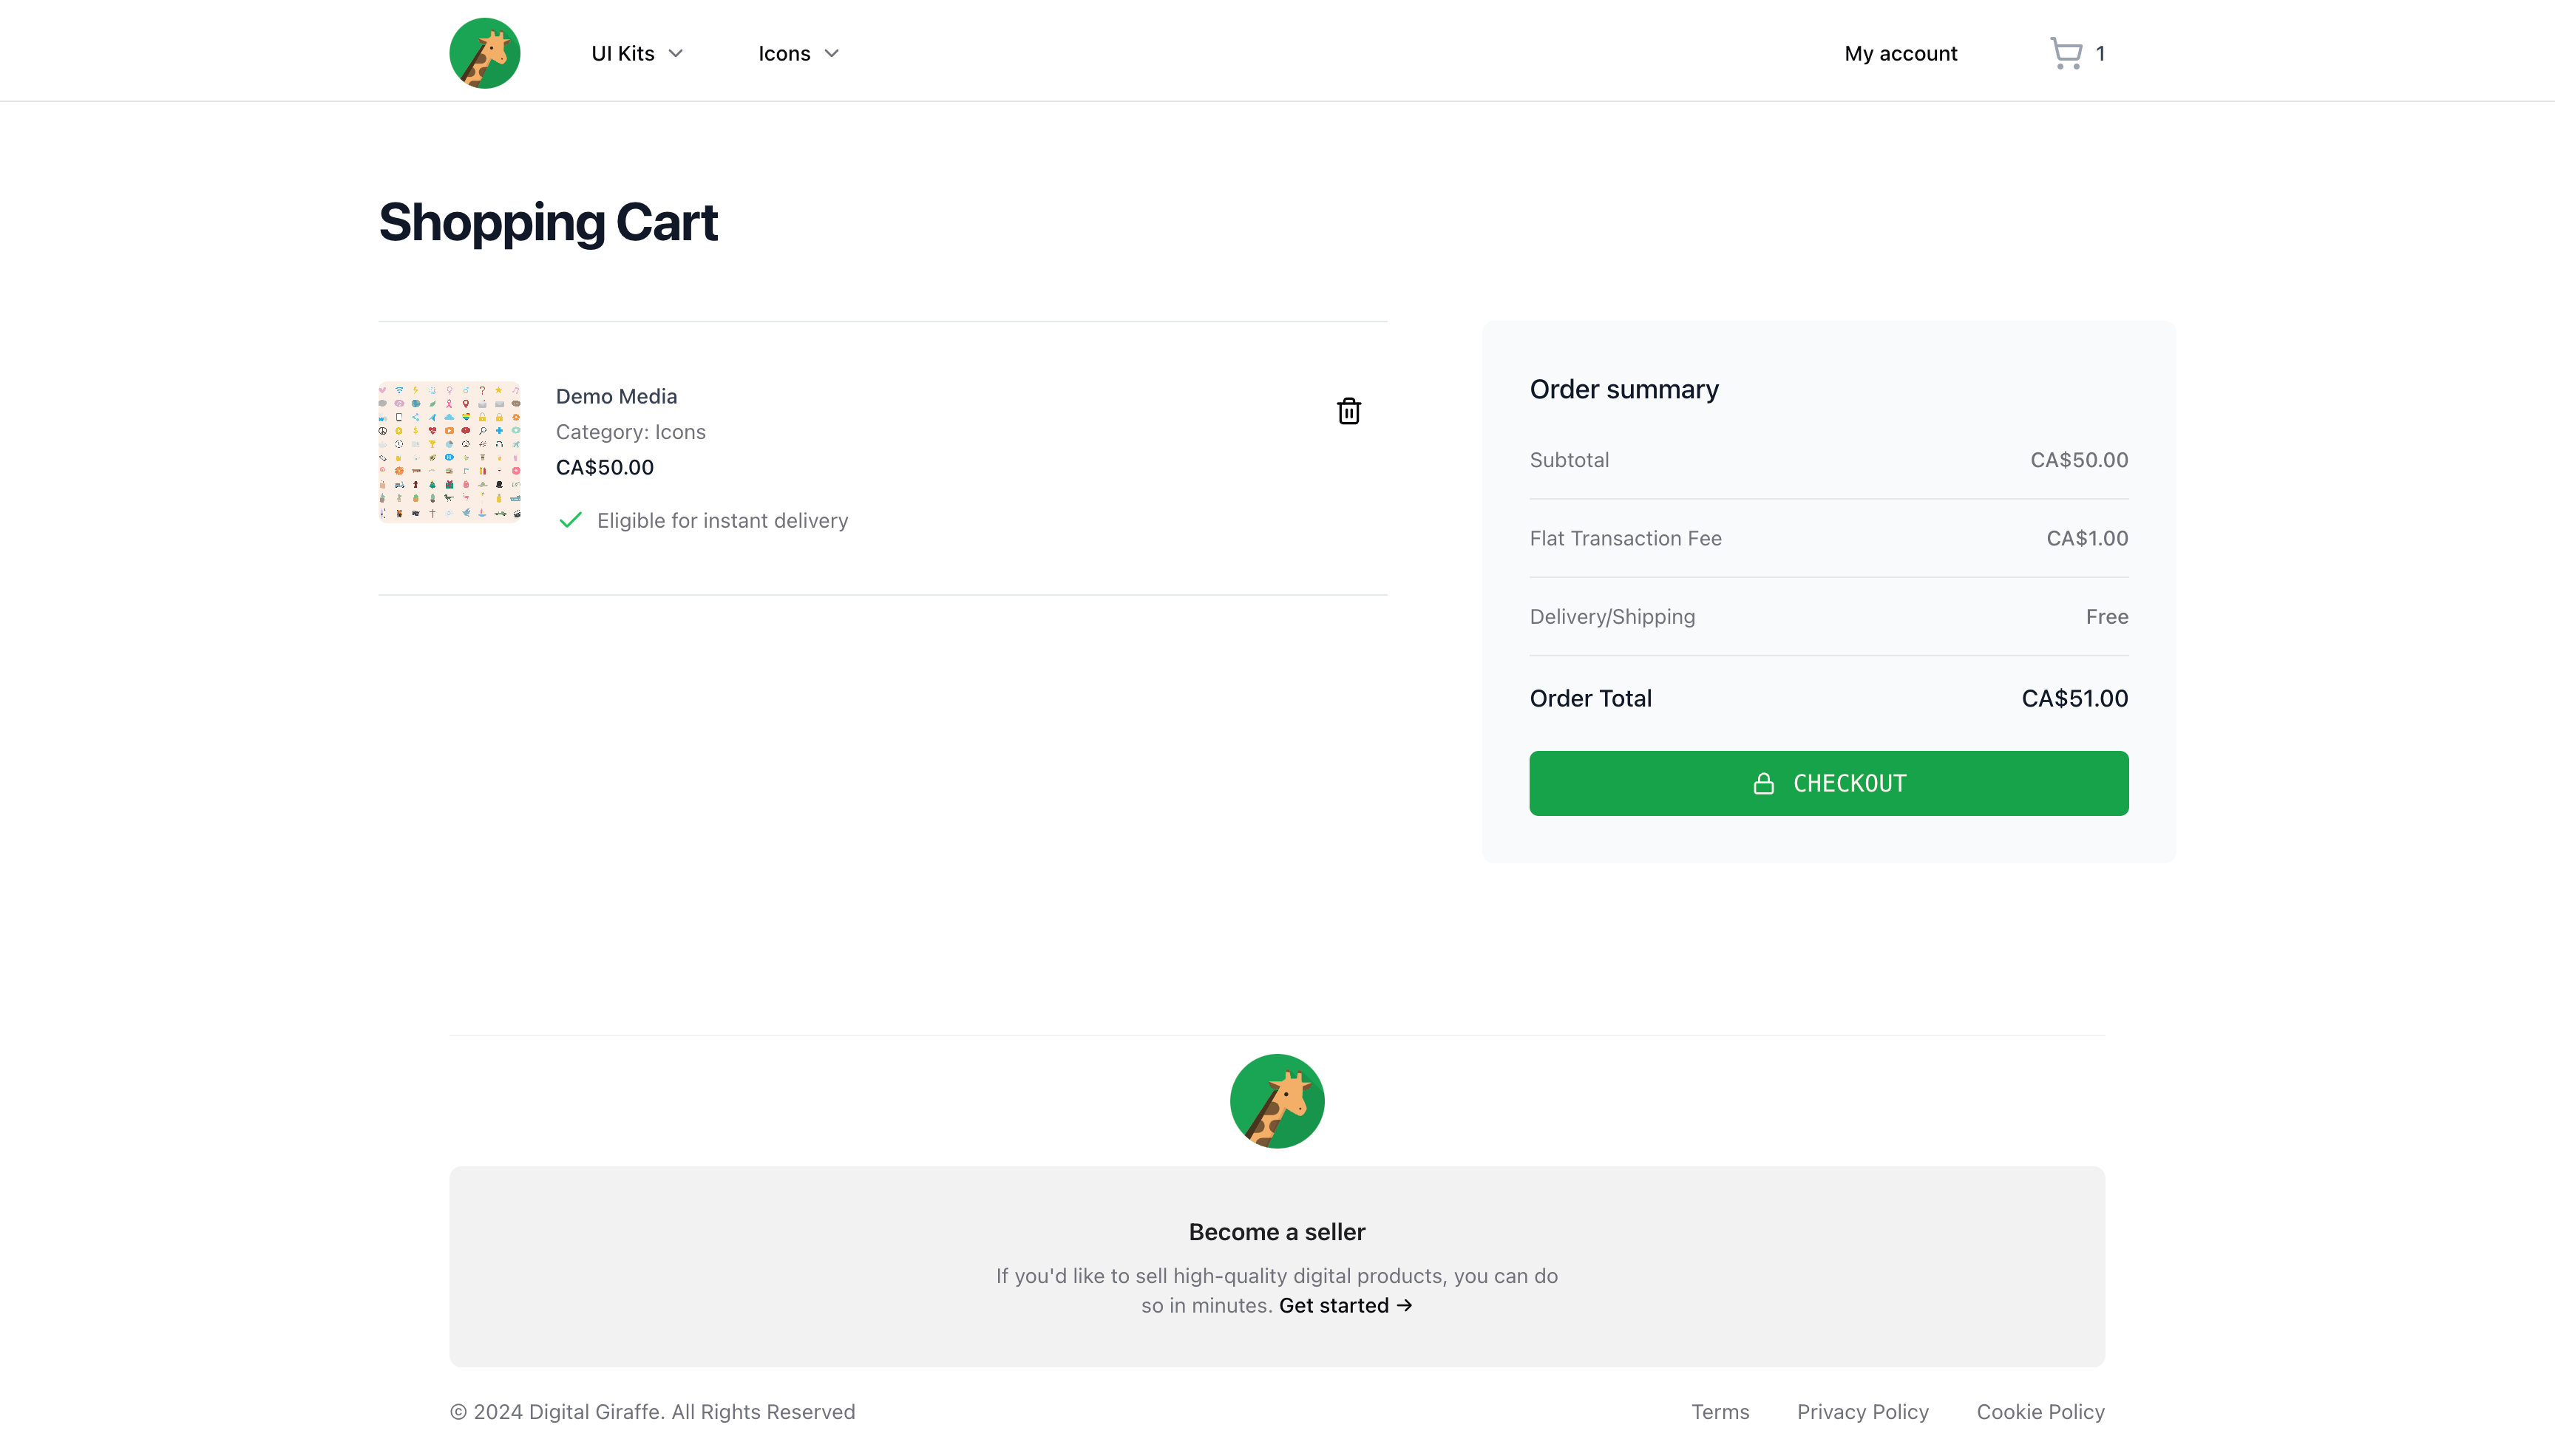 UI Kits
Icons
My account
1
Shopping Cart
Demo Media
Category: Icons
CA$50.00
Eligible for instant delivery
Order summary
Subtotal CA$50.00
Flat Transaction Fee CA$1.00
Delivery/Shipping Free
Order Total CA$51.00
CHECKOUT
Become a seller
If you'd like to sell high-quality digital products, you can do
so in minutes. Get started →
© 2024 Digital Giraffe. All Rights Reserved
Terms
Privacy Policy
Cookie Policy